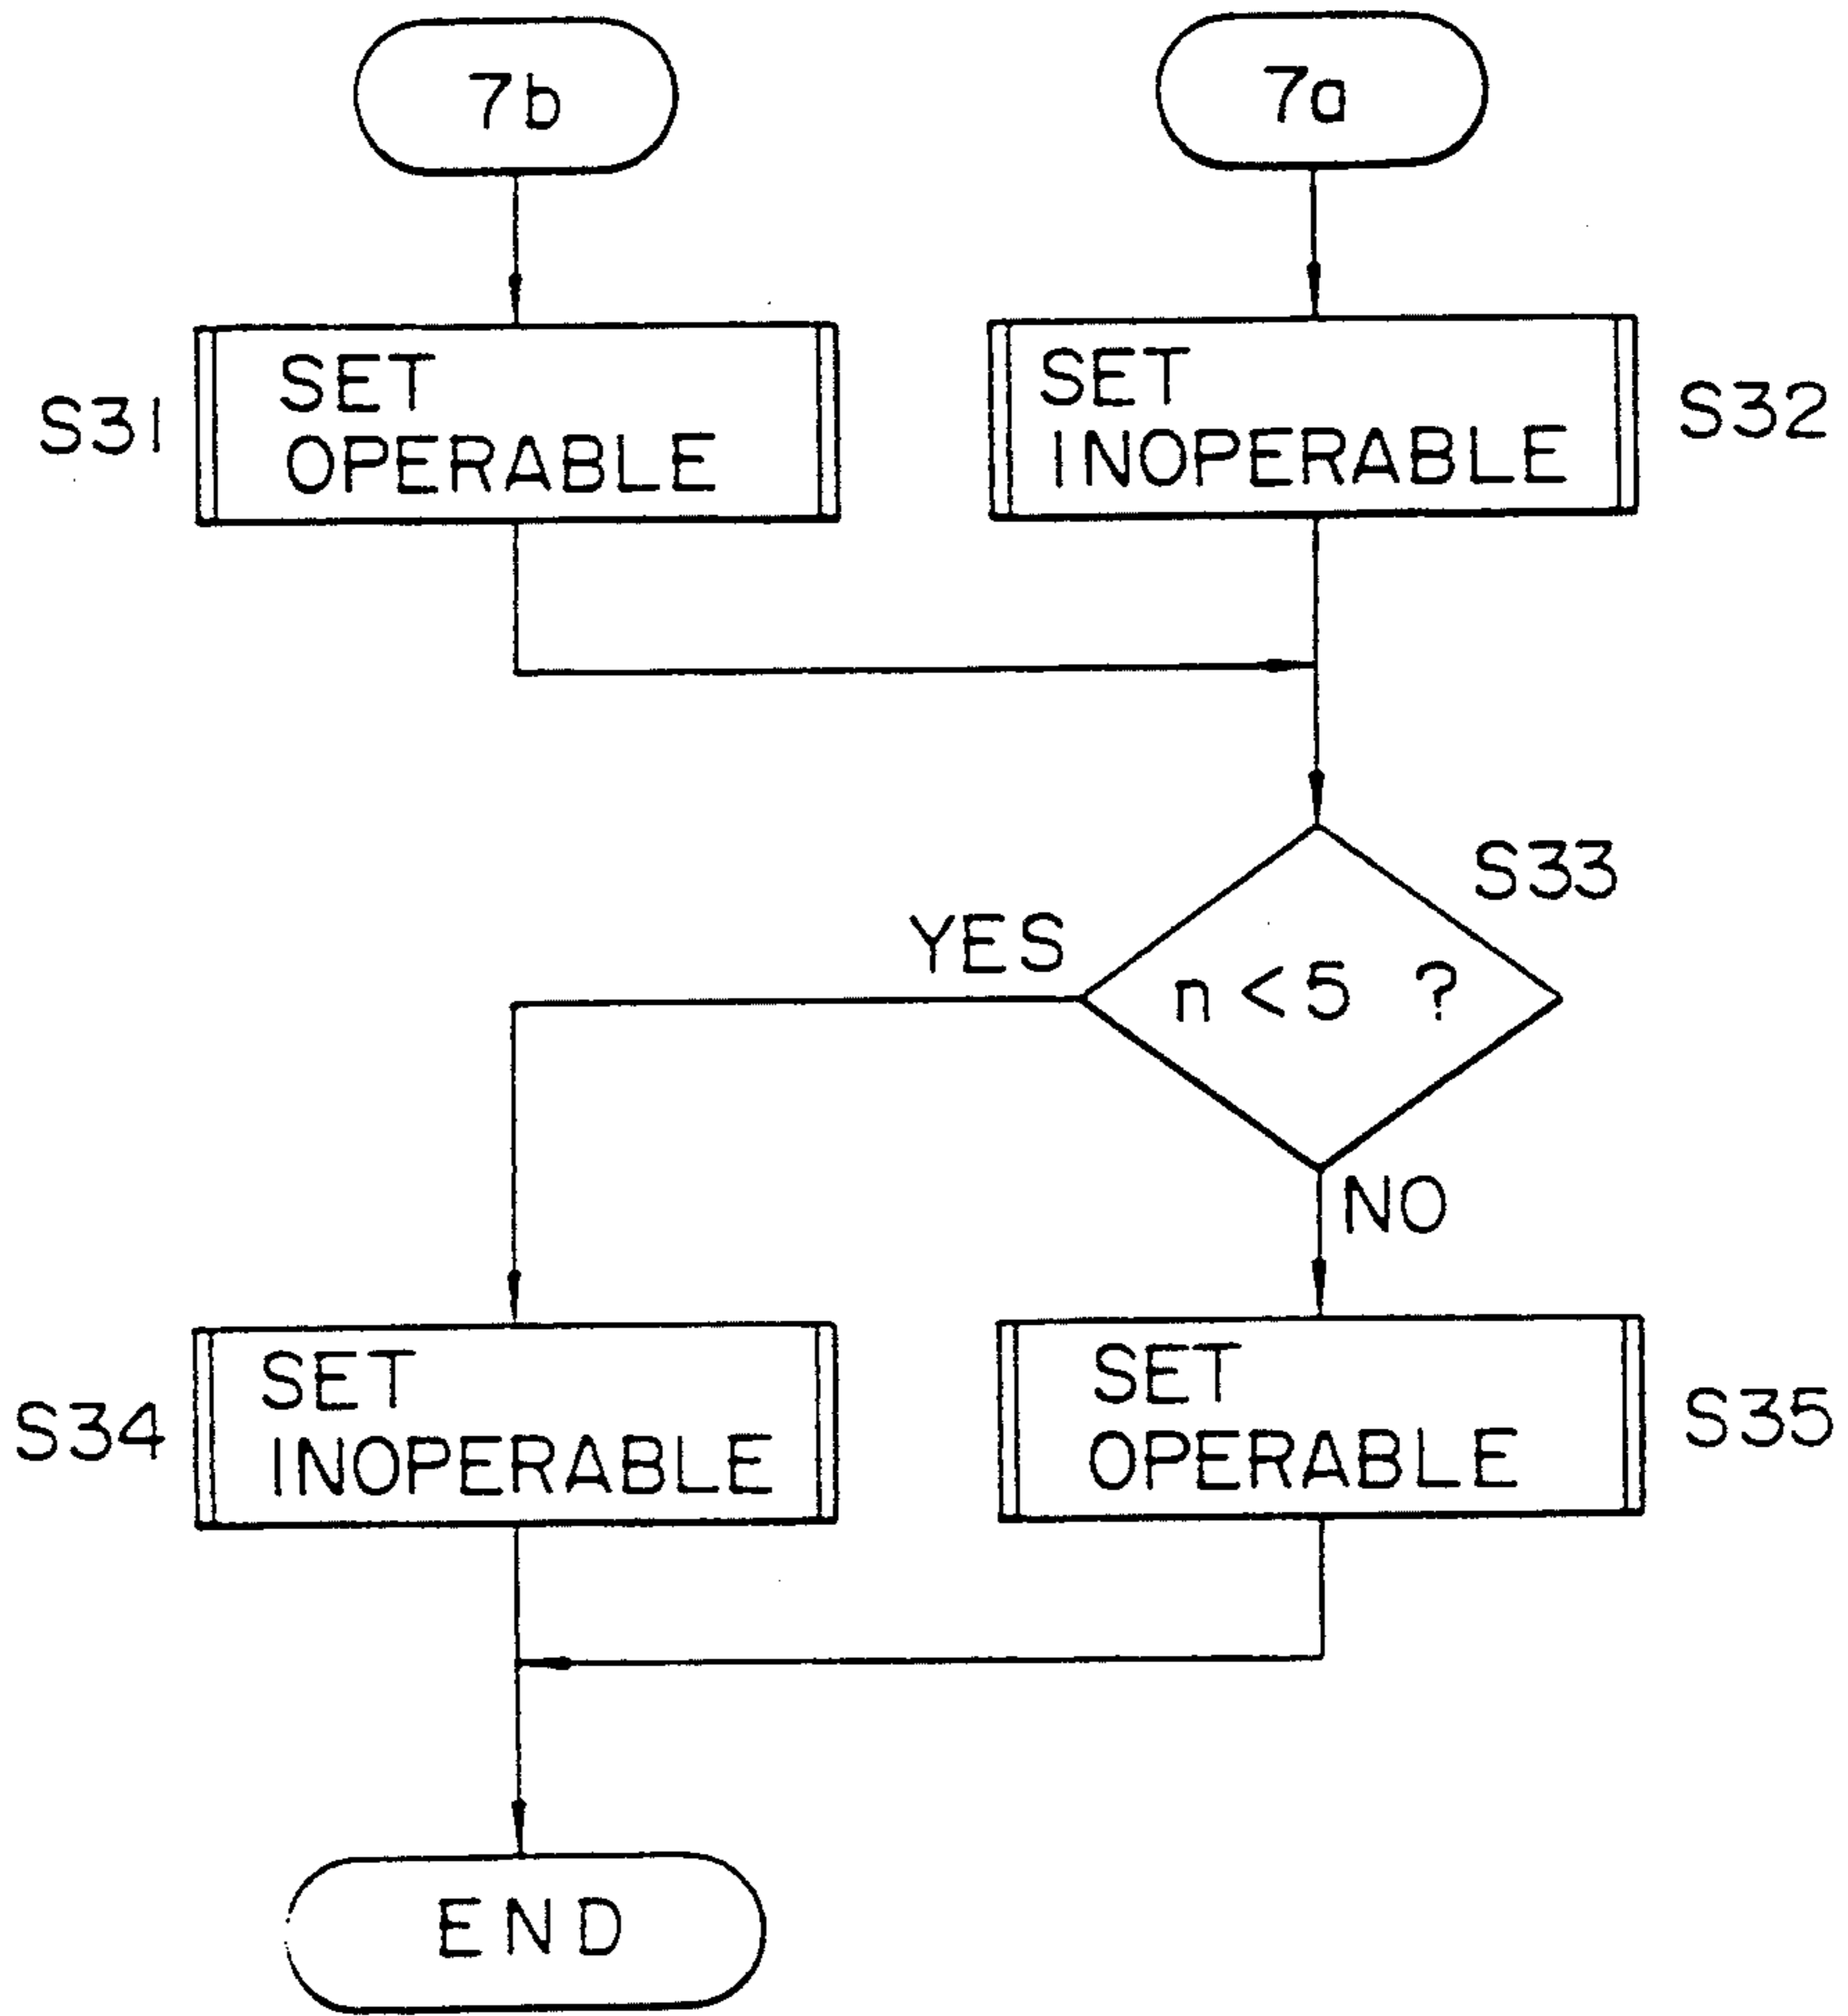 7b
7a
S31
SET
OPERABLE
SET
INOPERABLE
S32
S33
YES
n<5 ?
NO
S34
SET
INOPERABLE
SET
OPERABLE
S35
END